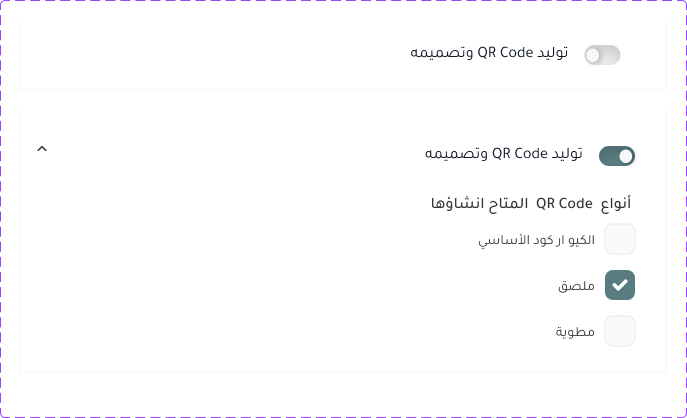 توليد QR Code وتصميمه
توليد QR Code وتصميمه
أنواع QR Code المتاح انشاؤها
الكيو ار كود الأساسي
ملصق
مطوية